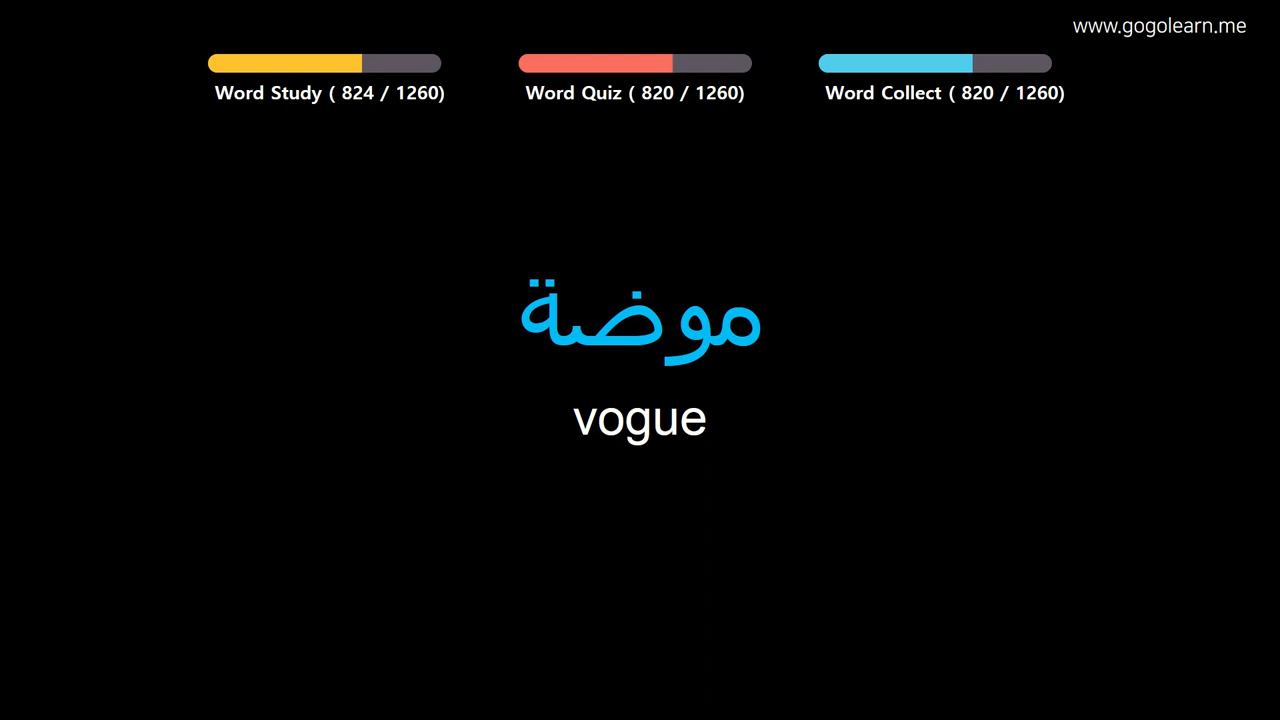 www.gogolearn.me
Word Study ( 824 / 1260)
Word Quiz ( 820 / 1260)
Word Collect ( 820 / 1260)
موضة
vogue